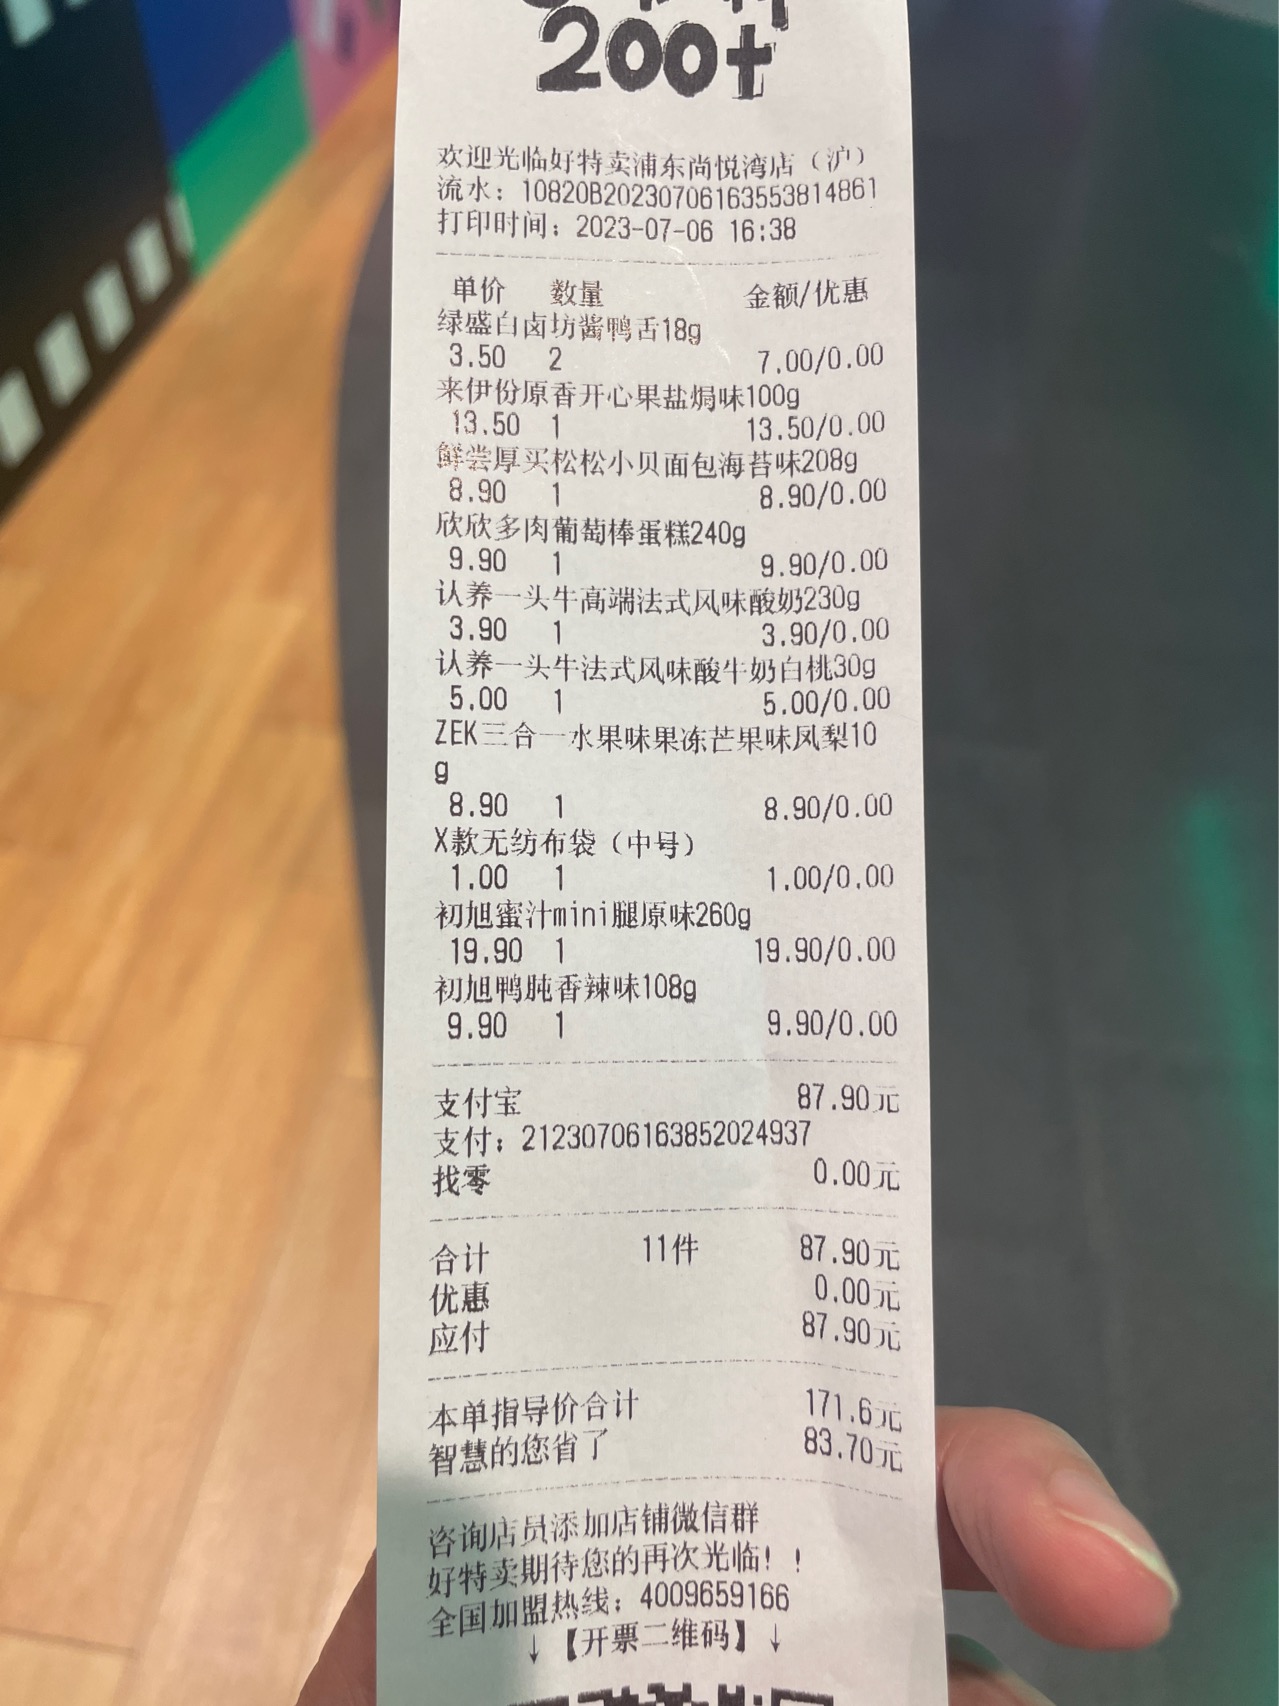 200+
欢迎光临好特卖浦东尚悦湾店（沪）
流水：10820B20230706163553814861
打印时间：2023-07-06 16:38
单价 数量 金额/优惠
绿盛白卤坊酱鸭舌18g
3.50 2 7.00/0.00
来伊份原香开心果盐焗味100g
13.50 1 13.50/0.00
鲜尝厚买松松小贝面包海苔味208g
8.90 1 8.90/0.00
欣欣多肉葡萄棒蛋糕240g
9.90 1 9.90/0.00
认养一头牛高端法式风味酸奶230g
3.90 1 3.90/0.00
认养一头牛法式风味酸牛奶白桃30g
5.00 1 5.00/0.00
ZEK三合一水果味果冻芒果味凤梨10
g
8.90 1 8.90/0.00
X款无纺布袋（中号）
1.00 1 1.00/0.00
初旭蜜汁mini腿原味260g
19.90 1 19.90/0.00
初旭鸭肫香辣味108g
9.90 1 9.90/0.00
支付宝 87.90元
支付：21230706163852024937
找零 0.00元
合计 11件 87.90元
优惠 0.00元
应付 87.90元
本单指导价合计 171.6元
智慧的您省了 83.70元
咨询店员添加店铺微信群
好特卖期待您的再次光临！！
全国加盟热线：4009659166
↓【开票二维码】↓